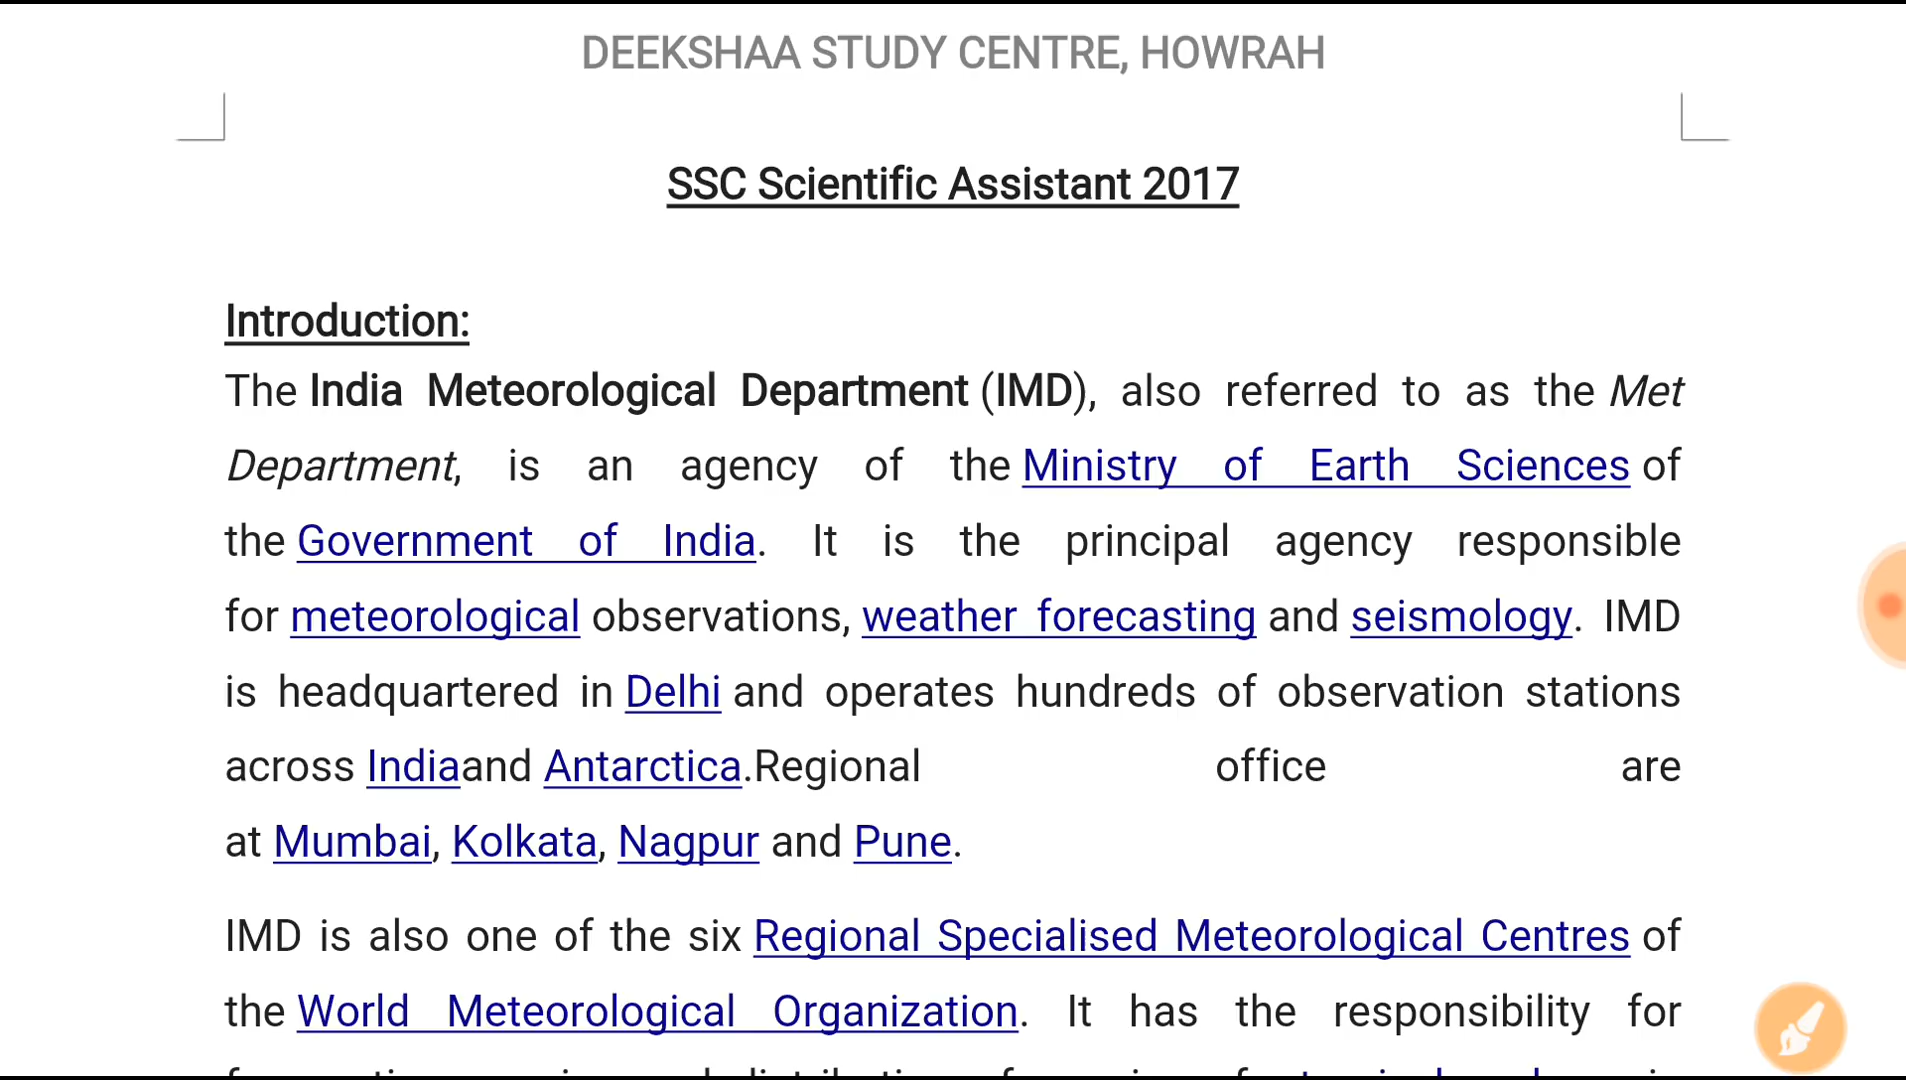 DEEKSHAA STUDY CENTRE, HOWRAH
SSC Scientific Assistant 2017
Introduction:
The India Meteorological Department (IMD), also referred to as the Met
Department, is an agency of the Ministry of Earth Sciences of
the Government of India. It is the principal agency responsible
for meteorological observations, weather forecasting and seismology. IMD
is headquartered in Delhi and operates hundreds of observation stations
across Indiaand Antarctica.Regional office are
at Mumbai, Kolkata, Nagpur and Pune.
IMD is also one of the six Regional Specialised Meteorological Centres of
the World Meteorological Organization. It has the responsibility for